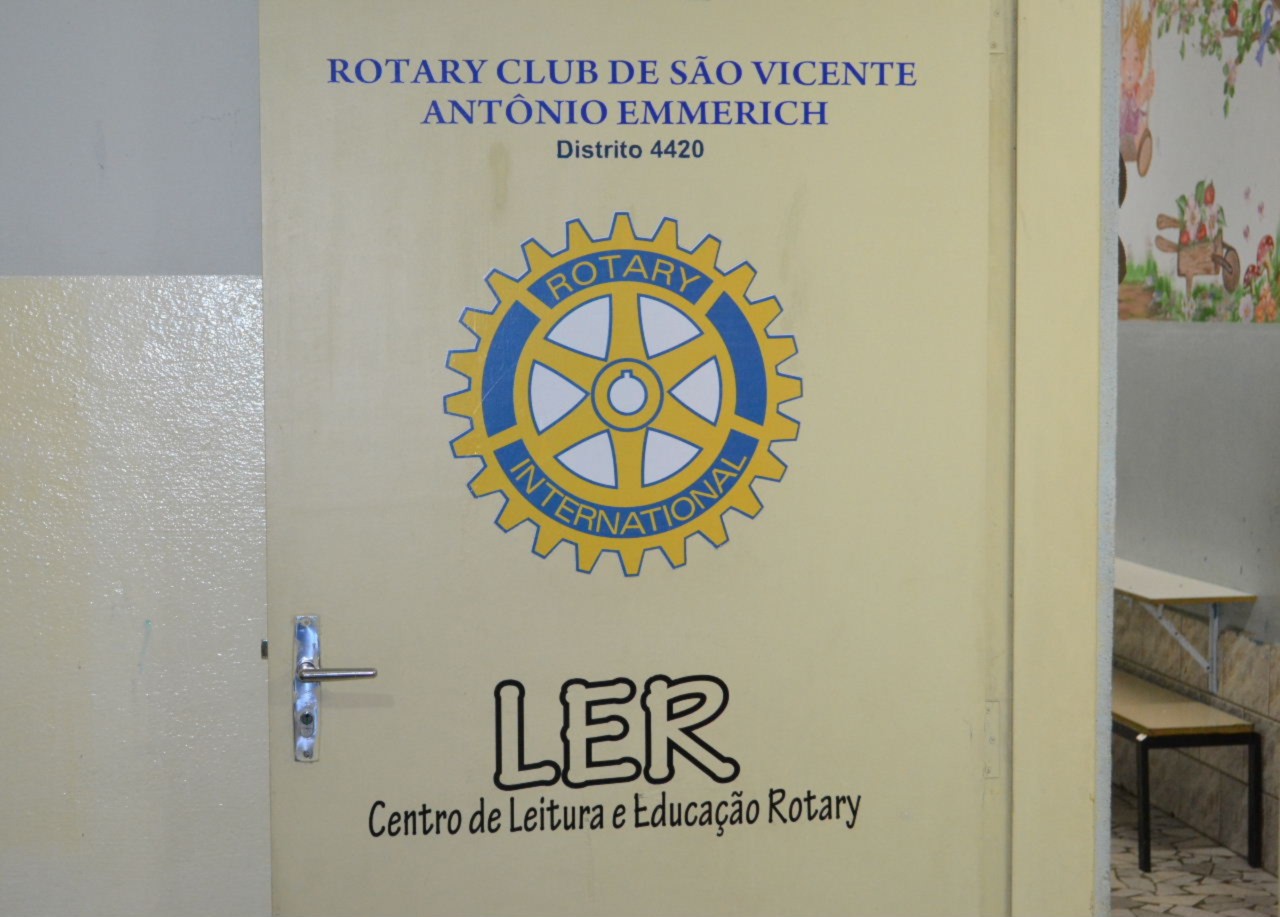 ROTARY CLUB DE SÃO VICENTE
ANTÔNIO EMMERICH
Distrito 4420
ROTARY
INTERNATIONAL
LER
Centro de Leitura e Educação Rotary